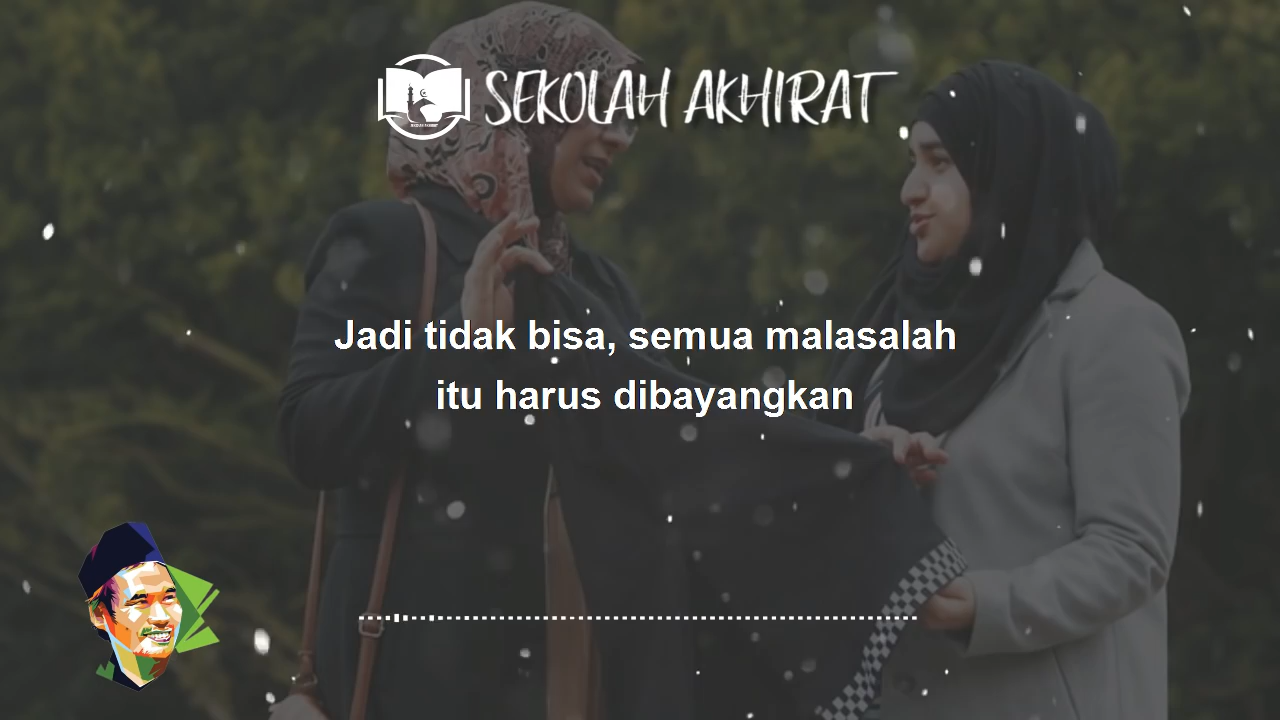 SEKOLAH AKHIRAT
Jadi tidak bisa, semua malasalah
itu harus dibayangkan